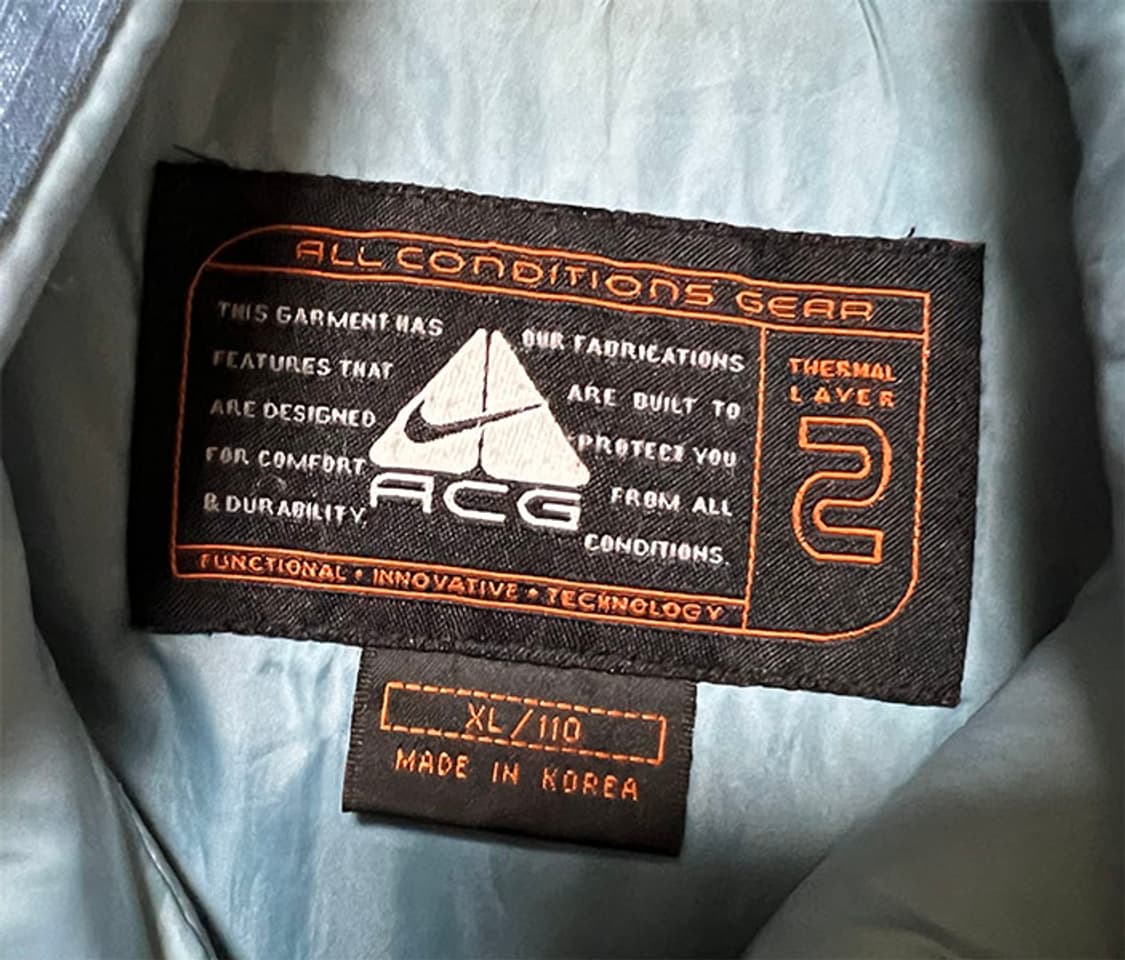 ALL CONDITIONS GEAR
THIS GARMENT HAS
FEATURES THAT
ARE DESIGNED
FOR COMFORT
& DURABILITY.
ACG
OUR FABRICATIONS
ARE BUILT TO
PROTECT YOU
FROM ALL
CONDITIONS.
THERMAL
LAYER
2
FUNCTIONAL • INNOVATIVE • TECHNOLOGY
XL/110
MADE IN KOREA